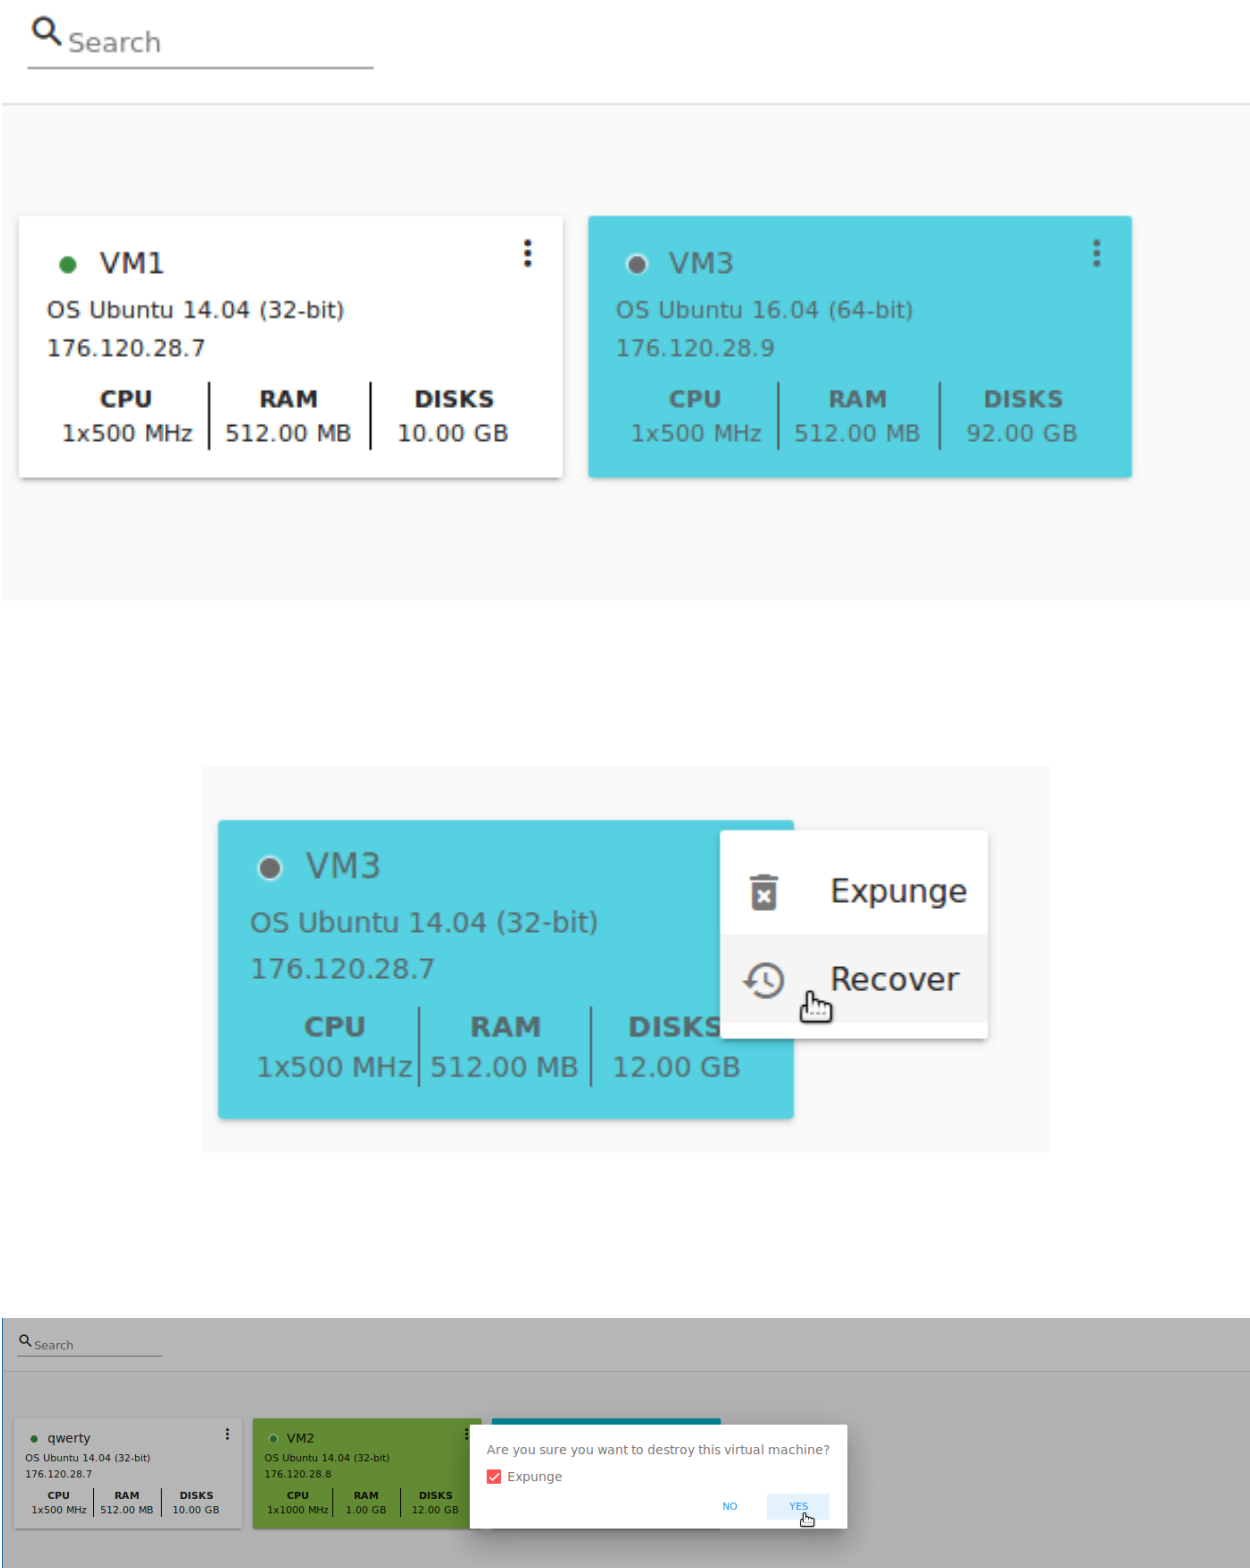 Search
VM1
OS Ubuntu 14.04 (32-bit)
176.120.28.7
CPU RAM DISKS
1x500 MHz 512.00 MB 10.00 GB
VM3
OS Ubuntu 16.04 (64-bit)
176.120.28.9
CPU RAM DISKS
1x500 MHz 512.00 MB 92.00 GB
VM3
OS Ubuntu 14.04 (32-bit)
176.120.28.7
CPU RAM DISKS
1x500 MHz 512.00 MB 12.00 GB
Expunge
Recover
Search
qwerty
OS Ubuntu 14.04 (32-bit)
176.120.28.7
CPU RAM DISKS
1x500 MHz 512.00 MB 10.00 GB
VM2
OS Ubuntu 14.04 (32-bit)
176.120.28.8
CPU RAM DISKS
1x1000 MHz 1.00 GB 12.00 GB
Are you sure you want to destroy this virtual machine?
Expunge
NO YES